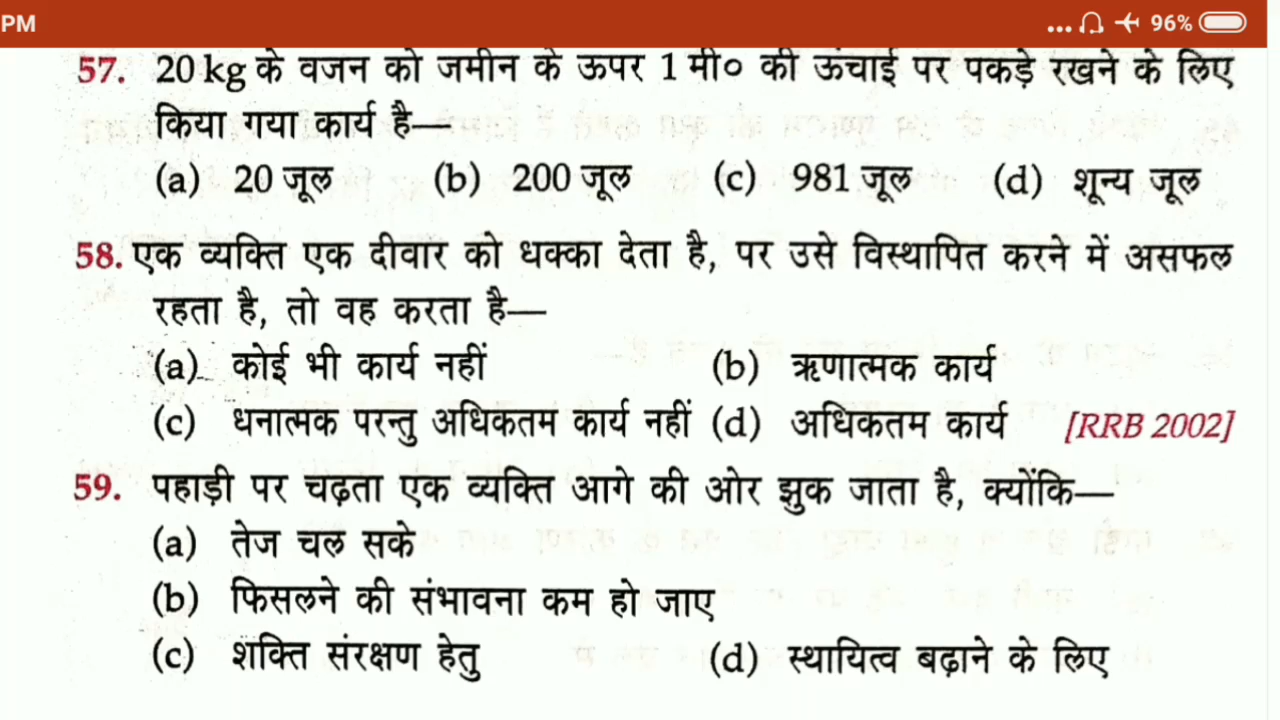 PM
... 96%
57. 20 kg के वजन को जमीन के ऊपर 1 मी० की ऊंचाई पर पकड़े रखने के लिए
किया गया कार्य है—
(a) 20 जूल (b) 200 जूल (c) 981 जूल (d) शून्य जूल
58. एक व्यक्ति एक दीवार को धक्का देता है, पर उसे विस्थापित करने में असफल
रहता है, तो वह करता है—
(a) कोई भी कार्य नहीं (b) ऋणात्मक कार्य
(c) धनात्मक परन्तु अधिकतम कार्य नहीं (d) अधिकतम कार्य [RRB 2002]
59. पहाड़ी पर चढ़ता एक व्यक्ति आगे की ओर झुक जाता है, क्योंकि—
(a) तेज चल सके
(b) फिसलने की संभावना कम हो जाए
(c) शक्ति संरक्षण हेतु (d) स्थायित्व बढ़ाने के लिए